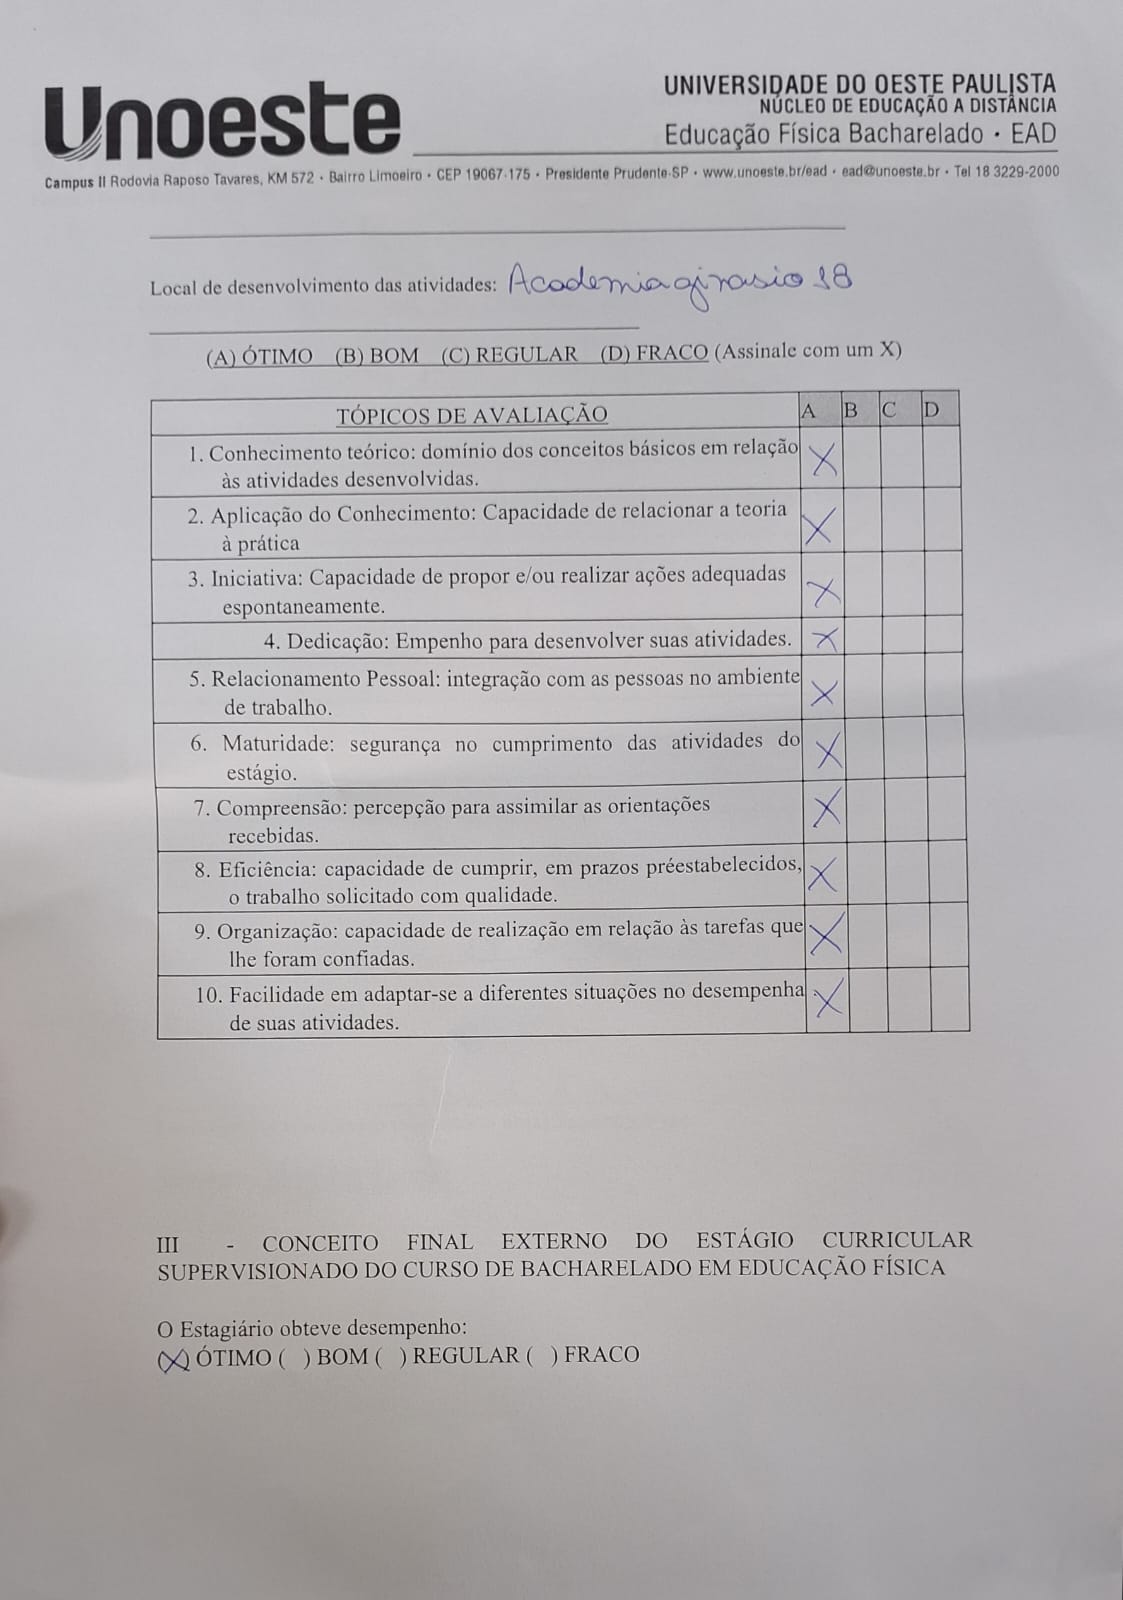 Unoeste
UNIVERSIDADE DO OESTE PAULISTA
NÚCLEO DE EDUCAÇÃO A DISTÂNCIA
Educação Física Bacharelado • EAD
Campus II Rodovia Raposo Tavares, KM 572 • Bairro Limoeiro • CEP 19067-175 • Presidente Prudente-SP • www.unoeste.br/ead • ead@unoeste.br • Tel 18 3229-2000
Local de desenvolvimento das atividades: Academia ginasio 18
(A) ÓTIMO (B) BOM (C) REGULAR (D) FRACO (Assinale com um X)
TÓPICOS DE AVALIAÇÃO A B C D
1. Conhecimento teórico: domínio dos conceitos básicos em relação X
às atividades desenvolvidas.
2. Aplicação do Conhecimento: Capacidade de relacionar a teoria X
à prática
3. Iniciativa: Capacidade de propor e/ou realizar ações adequadas X
espontaneamente.
4. Dedicação: Empenho para desenvolver suas atividades. X
5. Relacionamento Pessoal: integração com as pessoas no ambiente X
de trabalho.
6. Maturidade: segurança no cumprimento das atividades do X
estágio.
7. Compreensão: percepção para assimilar as orientações X
recebidas.
8. Eficiência: capacidade de cumprir, em prazos préestabelecidos, X
o trabalho solicitado com qualidade.
9. Organização: capacidade de realização em relação às tarefas que X
lhe foram confiadas.
10. Facilidade em adaptar-se a diferentes situações no desempenha X
de suas atividades.
III - CONCEITO FINAL EXTERNO DO ESTÁGIO CURRICULAR
SUPERVISIONADO DO CURSO DE BACHARELADO EM EDUCAÇÃO FÍSICA
O Estagiário obteve desempenho:
(X) ÓTIMO ( ) BOM ( ) REGULAR ( ) FRACO